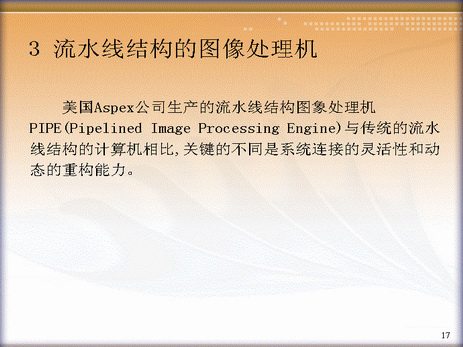 3 流水线结构的图像处理机
美国Aspex公司生产的流水线结构图象处理机
PIPE(Pipelined Image Processing Engine)与传统的流水
线结构的计算机相比,关键的不同是系统连接的灵活性和动
态的重构能力。
17